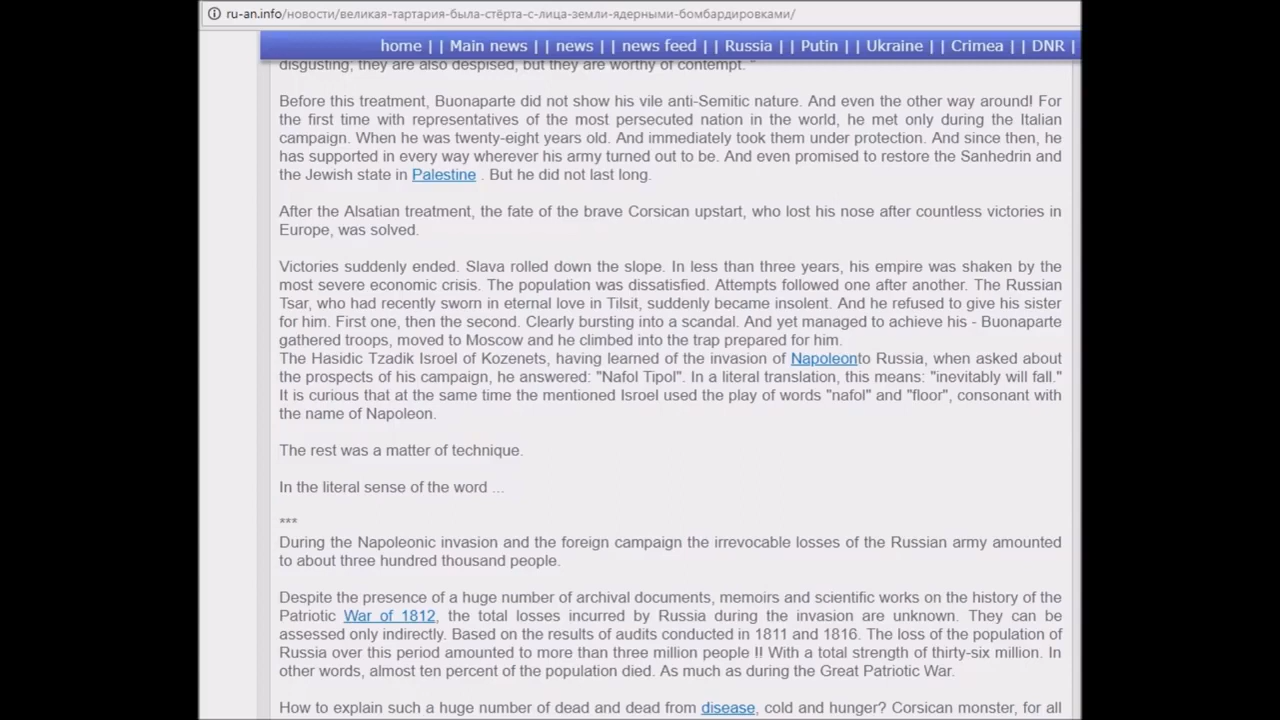 ru-an.info/новости/великая-тартария-была-стёрта-с-лица-земли-ядерными-бомбардировками/
home | | Main news | | news | | news feed | | Russia | | Putin | | Ukraine | | Crimea | | DNR |
disgusting; they are also despised, but they are worthy of contempt. "
Before this treatment, Buonaparte did not show his vile anti-Semitic nature. And even the other way around! For
the first time with representatives of the most persecuted nation in the world, he met only during the Italian
campaign. When he was twenty-eight years old. And immediately took them under protection. And since then, he
has supported in every way wherever his army turned out to be. And even promised to restore the Sanhedrin and
the Jewish state in Palestine . But he did not last long.
After the Alsatian treatment, the fate of the brave Corsican upstart, who lost his nose after countless victories in
Europe, was solved.
Victories suddenly ended. Slava rolled down the slope. In less than three years, his empire was shaken by the
most severe economic crisis. The population was dissatisfied. Attempts followed one after another. The Russian
Tsar, who had recently sworn in eternal love in Tilsit, suddenly became insolent. And he refused to give his sister
for him. First one, then the second. Clearly bursting into a scandal. And yet managed to achieve his - Buonaparte
gathered troops, moved to Moscow and he climbed into the trap prepared for him.
The Hasidic Tzadik Isroel of Kozenets, having learned of the invasion of Napoleonto Russia, when asked about
the prospects of his campaign, he answered: "Nafol Tipol". In a literal translation, this means: "inevitably will fall."
It is curious that at the same time the mentioned Isroel used the play of words "nafol" and "floor", consonant with
the name of Napoleon.
The rest was a matter of technique.
In the literal sense of the word ...
***
During the Napoleonic invasion and the foreign campaign the irrevocable losses of the Russian army amounted
to about three hundred thousand people.
Despite the presence of a huge number of archival documents, memoirs and scientific works on the history of the
Patriotic War of 1812, the total losses incurred by Russia during the invasion are unknown. They can be
assessed only indirectly. Based on the results of audits conducted in 1811 and 1816. The loss of the population of
Russia over this period amounted to more than three million people !! With a total strength of thirty-six million. In
other words, almost ten percent of the population died. As much as during the Great Patriotic War.
How to explain such a huge number of dead and dead from disease, cold and hunger? Corsican monster, for all